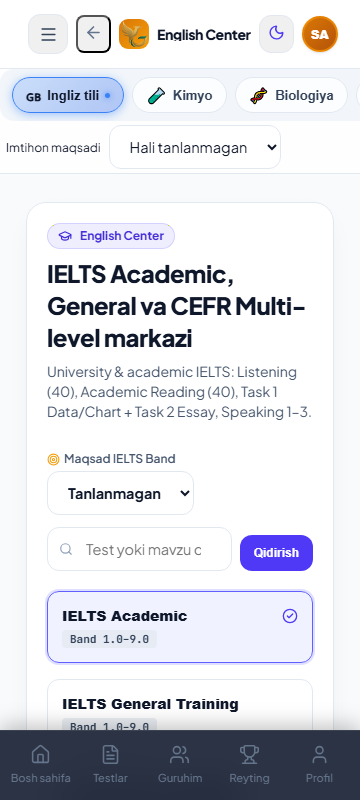 English Center
SA
GB Ingliz tili
Kimyo
Biologiya
Imtihon maqsadi
Hali tanlanmagan
English Center
IELTS Academic,
General va CEFR Multi-
level markazi
University & academic IELTS: Listening
(40), Academic Reading (40), Task 1
Data/Chart + Task 2 Essay, Speaking 1–3.
Maqsad IELTS Band
Tanlanmagan
Test yoki mavzu c
Qidirish
IELTS Academic
Band 1.0–9.0
IELTS General Training
Band 1.0–9.0
Bosh sahifa
Testlar
Guruhim
Reyting
Profil